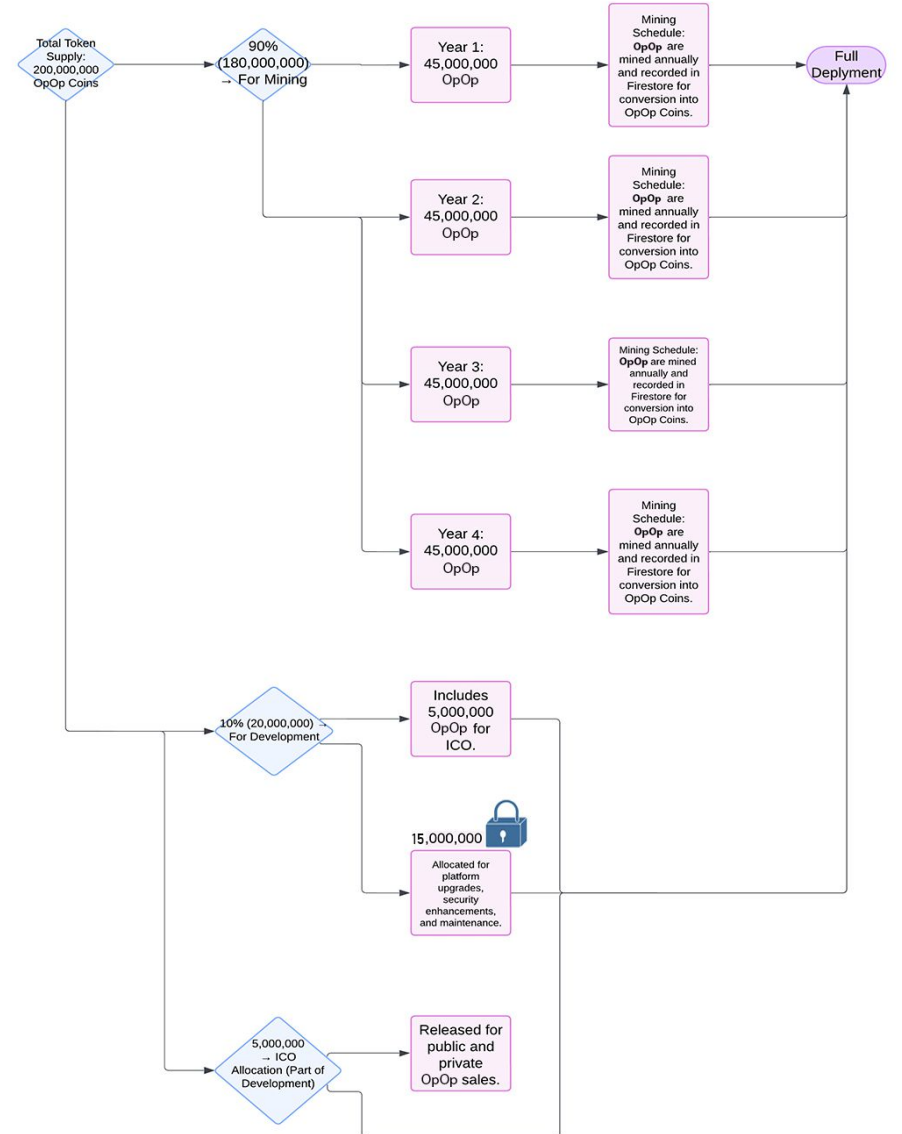 Total Token
Supply:
200,000,000
OpOp Coins
90%
(180,000,000)
→ For Mining
Year 1:
45,000,000
OpOp
Mining
Schedule:
OpOp are
mined annually
and recorded in
Firestore for
conversion into
OpOp Coins.
Full
Deplyment
Year 2:
45,000,000
OpOp
Mining
Schedule:
OpOp are
mined annually
and recorded in
Firestore for
conversion into
OpOp Coins.
Year 3:
45,000,000
OpOp
Mining Schedule:
OpOp are mined
annually and
recorded in
Firestore for
conversion into
OpOp Coins.
Year 4:
45,000,000
OpOp
Mining
Schedule:
OpOp are
mined annually
and recorded in
Firestore for
conversion into
OpOp Coins.
10% (20,000,000) →
For Development
Includes
5,000,000
OpOp for
ICO.
15,000,000
Allocated for
platform
upgrades,
security
enhancements,
and maintenance.
5,000,000
→ ICO
Allocation (Part of
Development)
Released for
public and
private
OpOp sales.